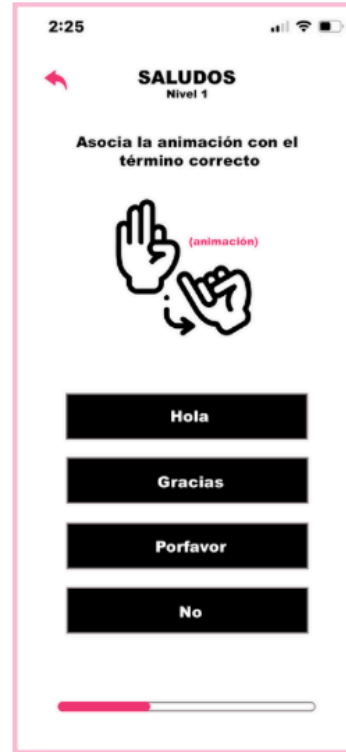 2:25
SALUDOS
Nivel 1
Asocia la animación con el
término correcto
(animación)
Hola
Gracias
Porfavor
No